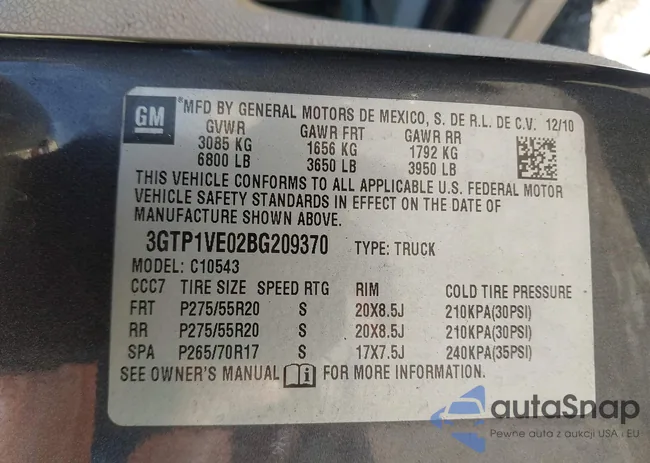 GM
*MFD BY GENERAL MOTORS DE MEXICO, S. DE R.L. DE C.V. 12/10
GVWR GAWR FRT GAWR RR
3085 KG 1656 KG 1792 KG
6800 LB 3650 LB 3950 LB
THIS VEHICLE CONFORMS TO ALL APPLICABLE U.S. FEDERAL MOTOR
VEHICLE SAFETY STANDARDS IN EFFECT ON THE DATE OF
MANUFACTURE SHOWN ABOVE.
3GTP1VE02BG209370 TYPE: TRUCK
MODEL: C10543
CCC7 TIRE SIZE SPEED RTG RIM COLD TIRE PRESSURE
FRT P275/55R20 S 20X8.5J 210KPA(30PSI)
RR P275/55R20 S 20X8.5J 210KPA(30PSI)
SPA P265/70R17 S 17X7.5J 240KPA(35PSI)
SEE OWNER'S MANUAL FOR MORE INFORMATION.
autaSnap
Pewne auta z aukcji USA i EU